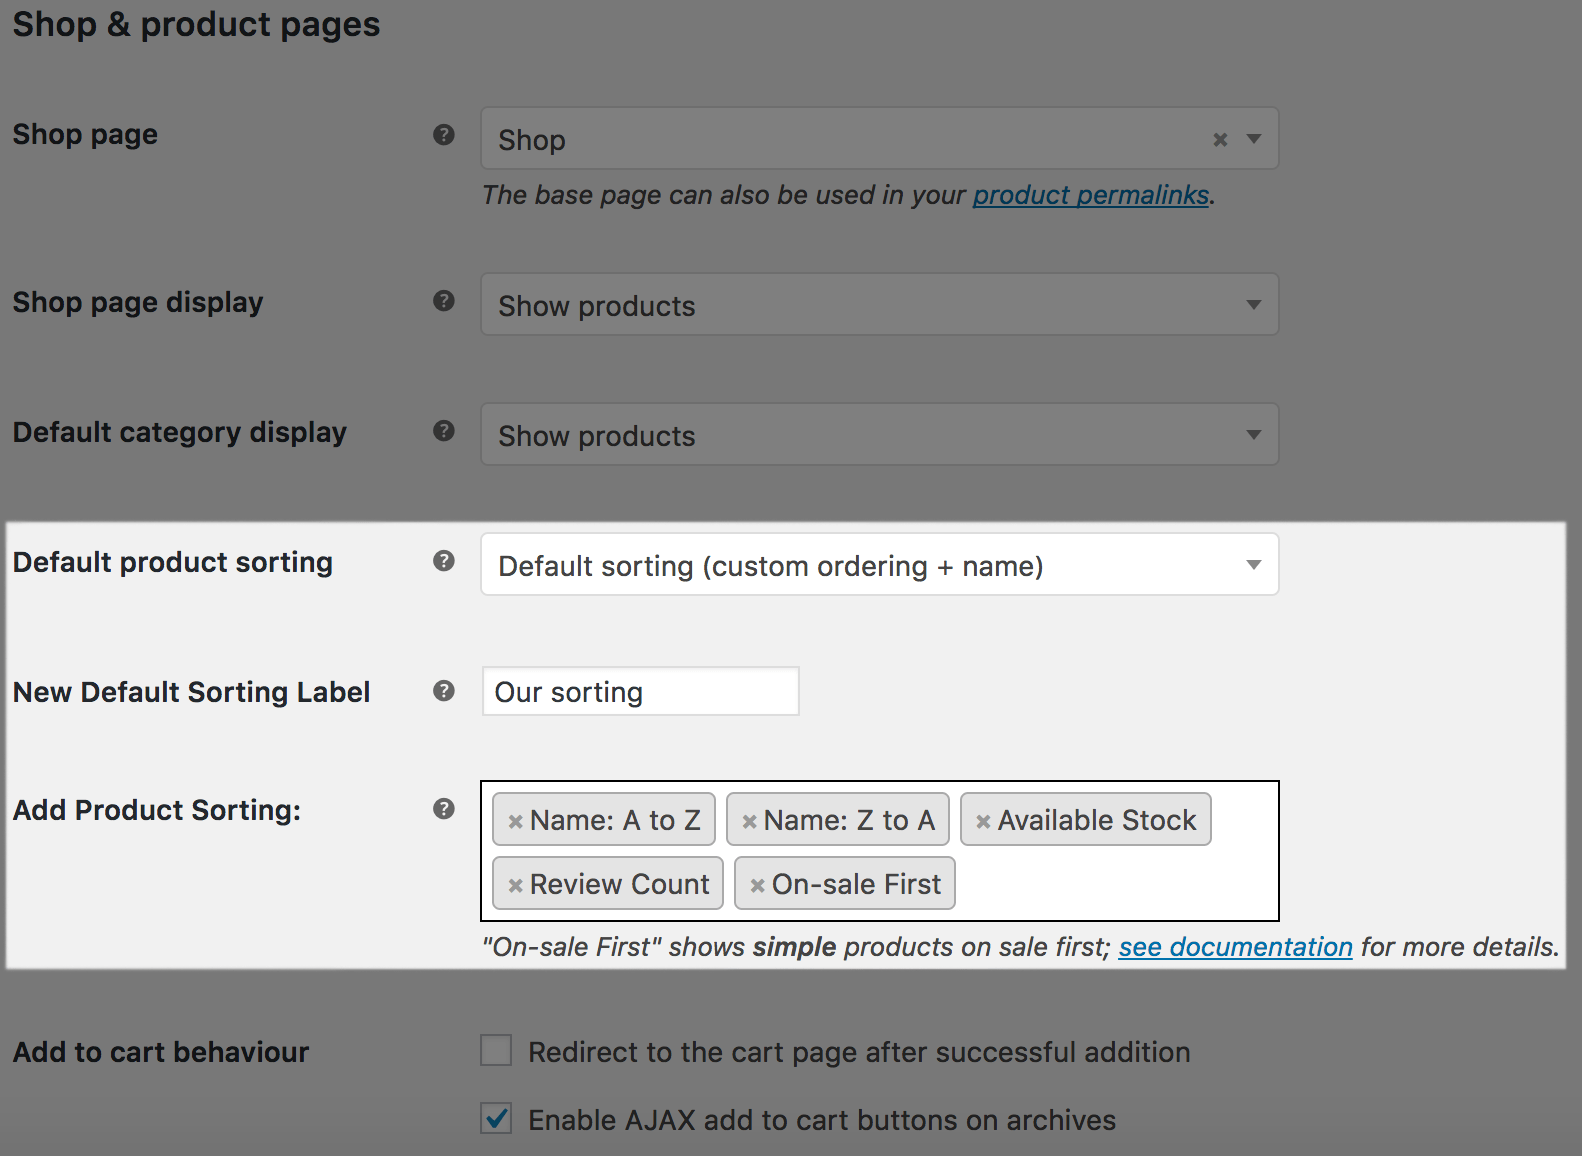 Shop & product pages
Shop page
Shop
The base page can also be used in your product permalinks.
Shop page display
Show products
Default category display
Show products
Default product sorting
Default sorting (custom ordering + name)
New Default Sorting Label
Our sorting
Add Product Sorting:
Name: A to Z Name: Z to A Available Stock
Review Count On-sale First
"On-sale First" shows simple products on sale first; see documentation for more details.
Add to cart behaviour
Redirect to the cart page after successful addition
Enable AJAX add to cart buttons on archives